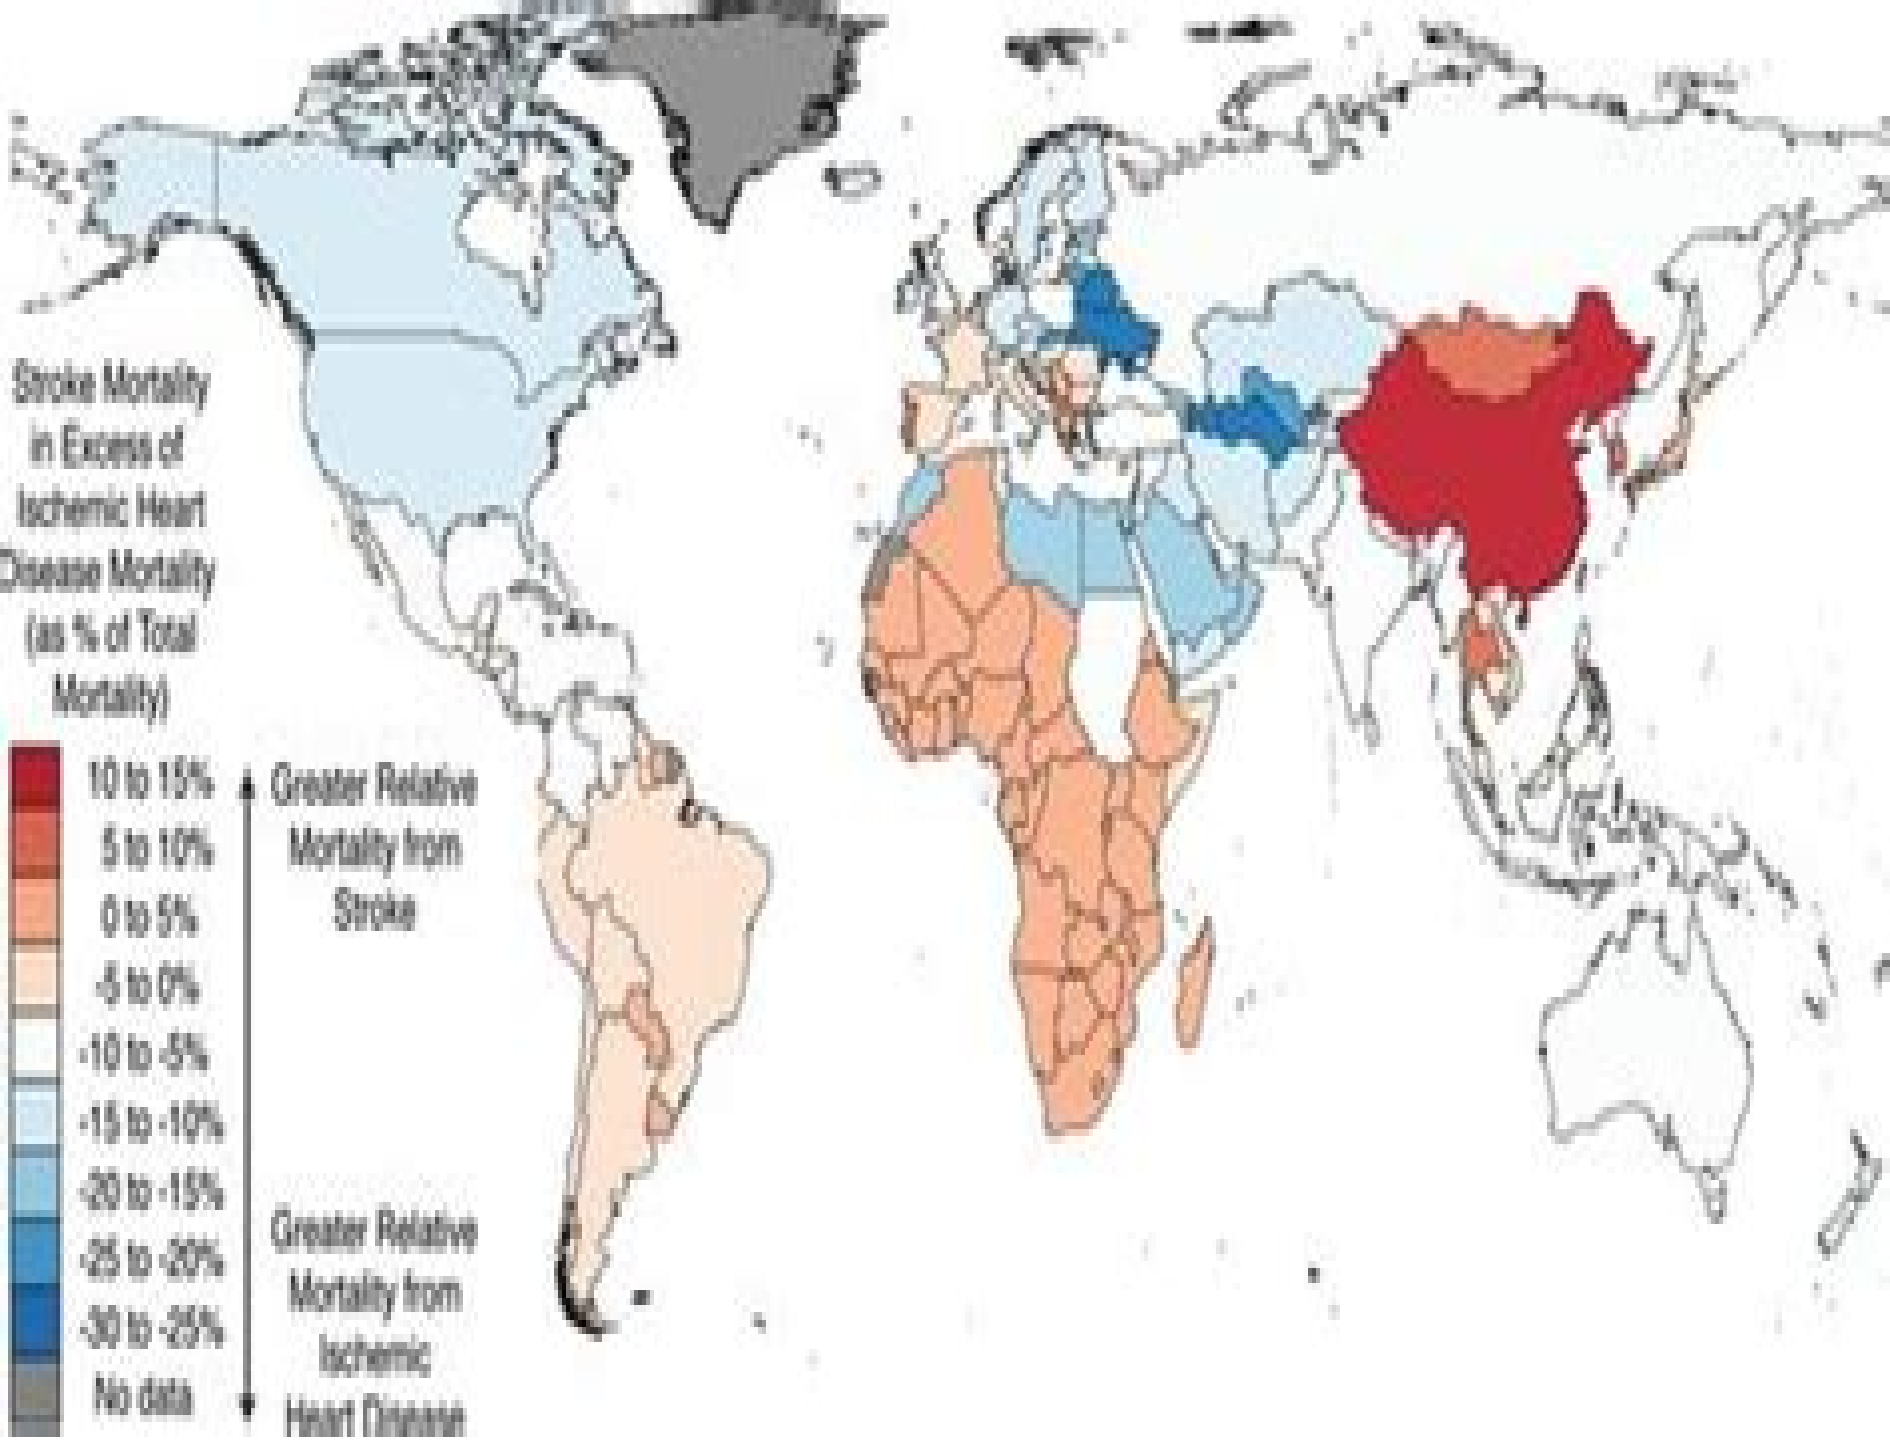 Stroke Mortality
in Excess of
Ischemic Heart
Disease Mortality
(as % of Total
Mortality)
10 to 15%
5 to 10%
0 to 5%
-5 to 0%
-10 to -5%
-15 to -10%
-20 to -15%
-25 to -20%
-30 to -25%
No data
Greater Relative
Mortality from
Stroke
Greater Relative
Mortality from
Ischemic
Heart Disease